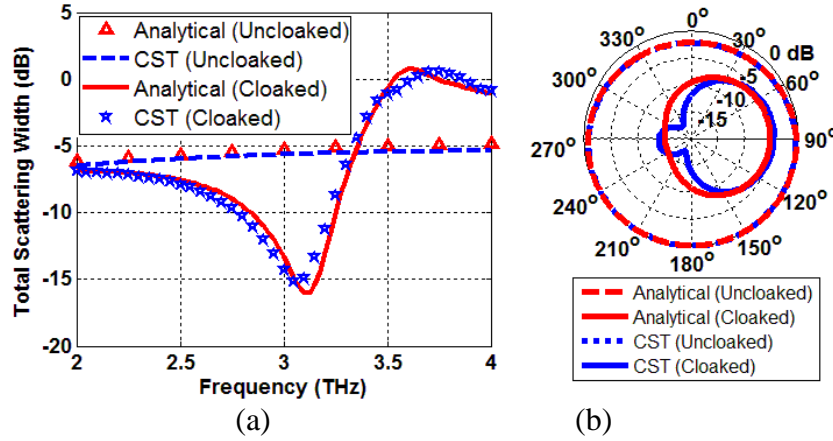 Total Scattering Width (dB)
5
0
-5
-10
-15
-20
Analytical (Uncloaked)
CST (Uncloaked)
Analytical (Cloaked)
CST (Cloaked)
2
2.5
3
3.5
4
Frequency (THz)
(a)
0°
30°
0 dB
60°
-5
-10
-15
90°
120°
150°
180°
210°
240°
270°
300°
330°
Analytical (Uncloaked)
Analytical (Cloaked)
CST (Uncloaked)
CST (Cloaked)
(b)